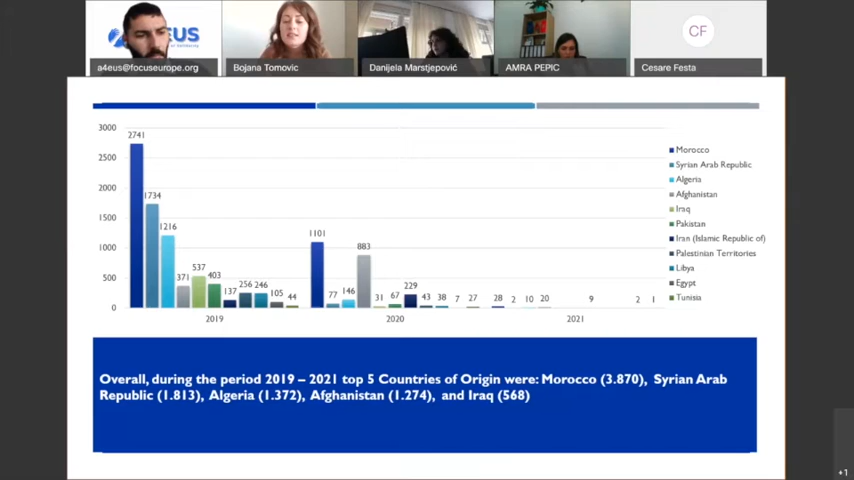 EUS
CF
a4eus@focuseurope.org
Bojana Tomovic
Danijela Marstjepović
AMRA PEPIC
Cesare Festa
3000
2500
2000
1500
1000
500
0
2741
1734
1216
371
537
403
137
256
246
105
44
1101
77
146
883
31
67
229
43
38
7
27
28
2
10
20
9
2
1
2019
2020
2021
Morocco
Syrian Arab Republic
Algeria
Afghanistan
Iraq
Pakistan
Iran (Islamic Republic of)
Palestinian Territories
Libya
Egypt
Tunisia
Overall, during the period 2019 – 2021 top 5 Countries of Origin were: Morocco (3.870), Syrian Arab
Republic (1.813), Algeria (1.372), Afghanistan (1.274), and Iraq (568)
+1